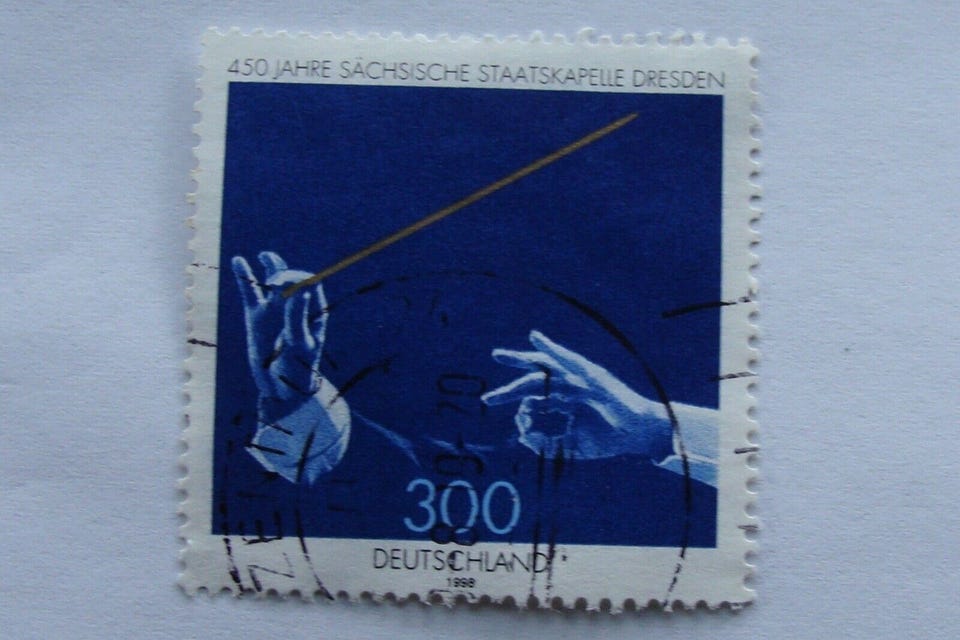 450 JAHRE SÄCHSISCHE STAATSKAPELLE DRESDEN
300
DEUTSCHLAND
1998